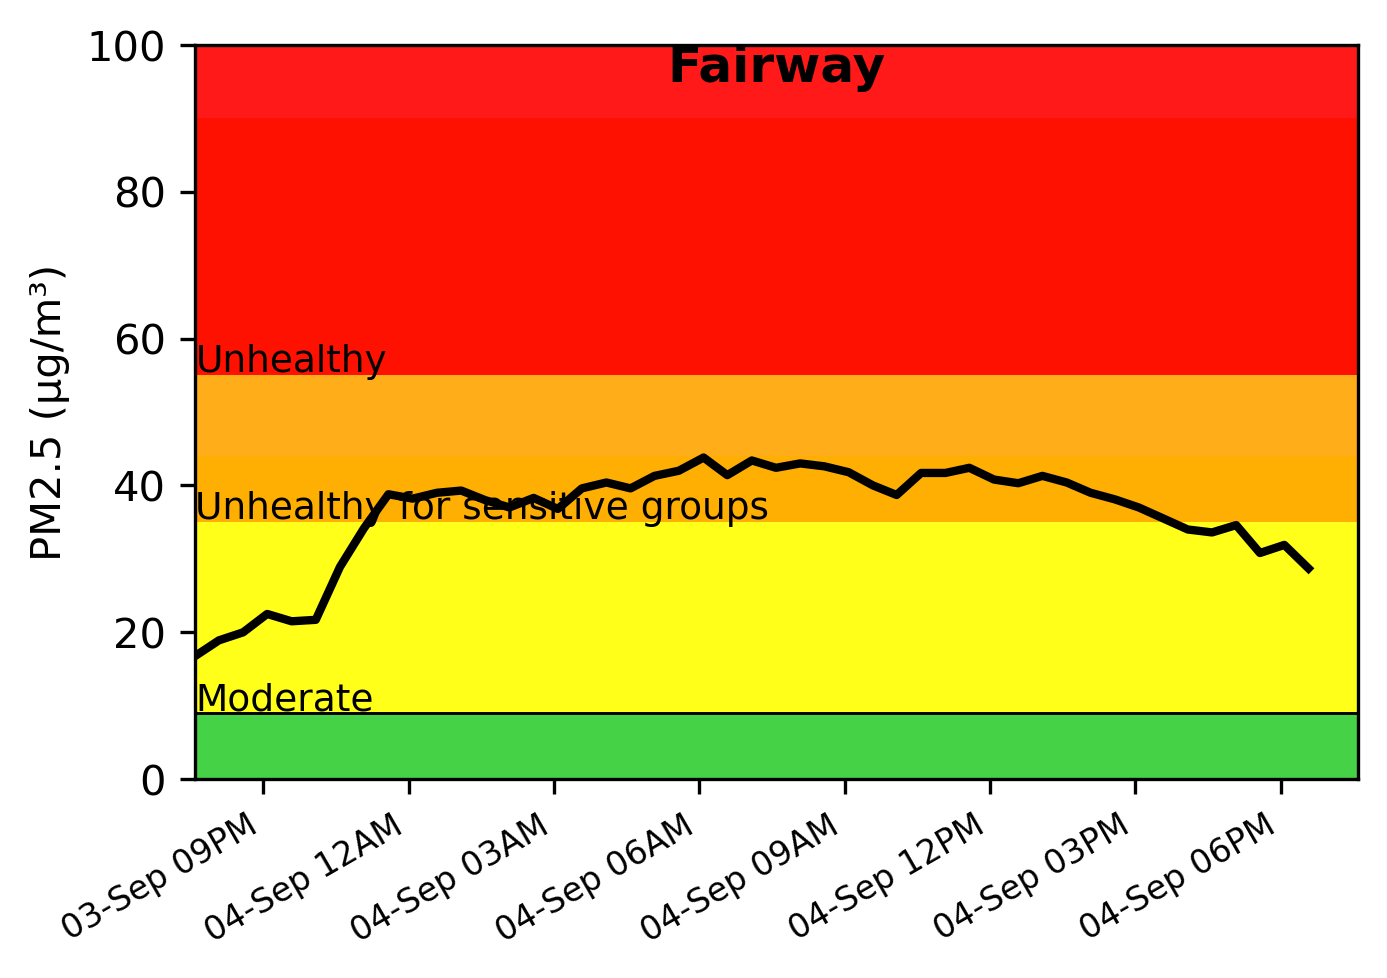 Fairway
100
80
60
40
20
0
PM2.5 (µg/m³)
Unhealthy
Unhealthy for sensitive groups
Moderate
03-Sep 09PM
04-Sep 12AM
04-Sep 03AM
04-Sep 06AM
04-Sep 09AM
04-Sep 12PM
04-Sep 03PM
04-Sep 06PM